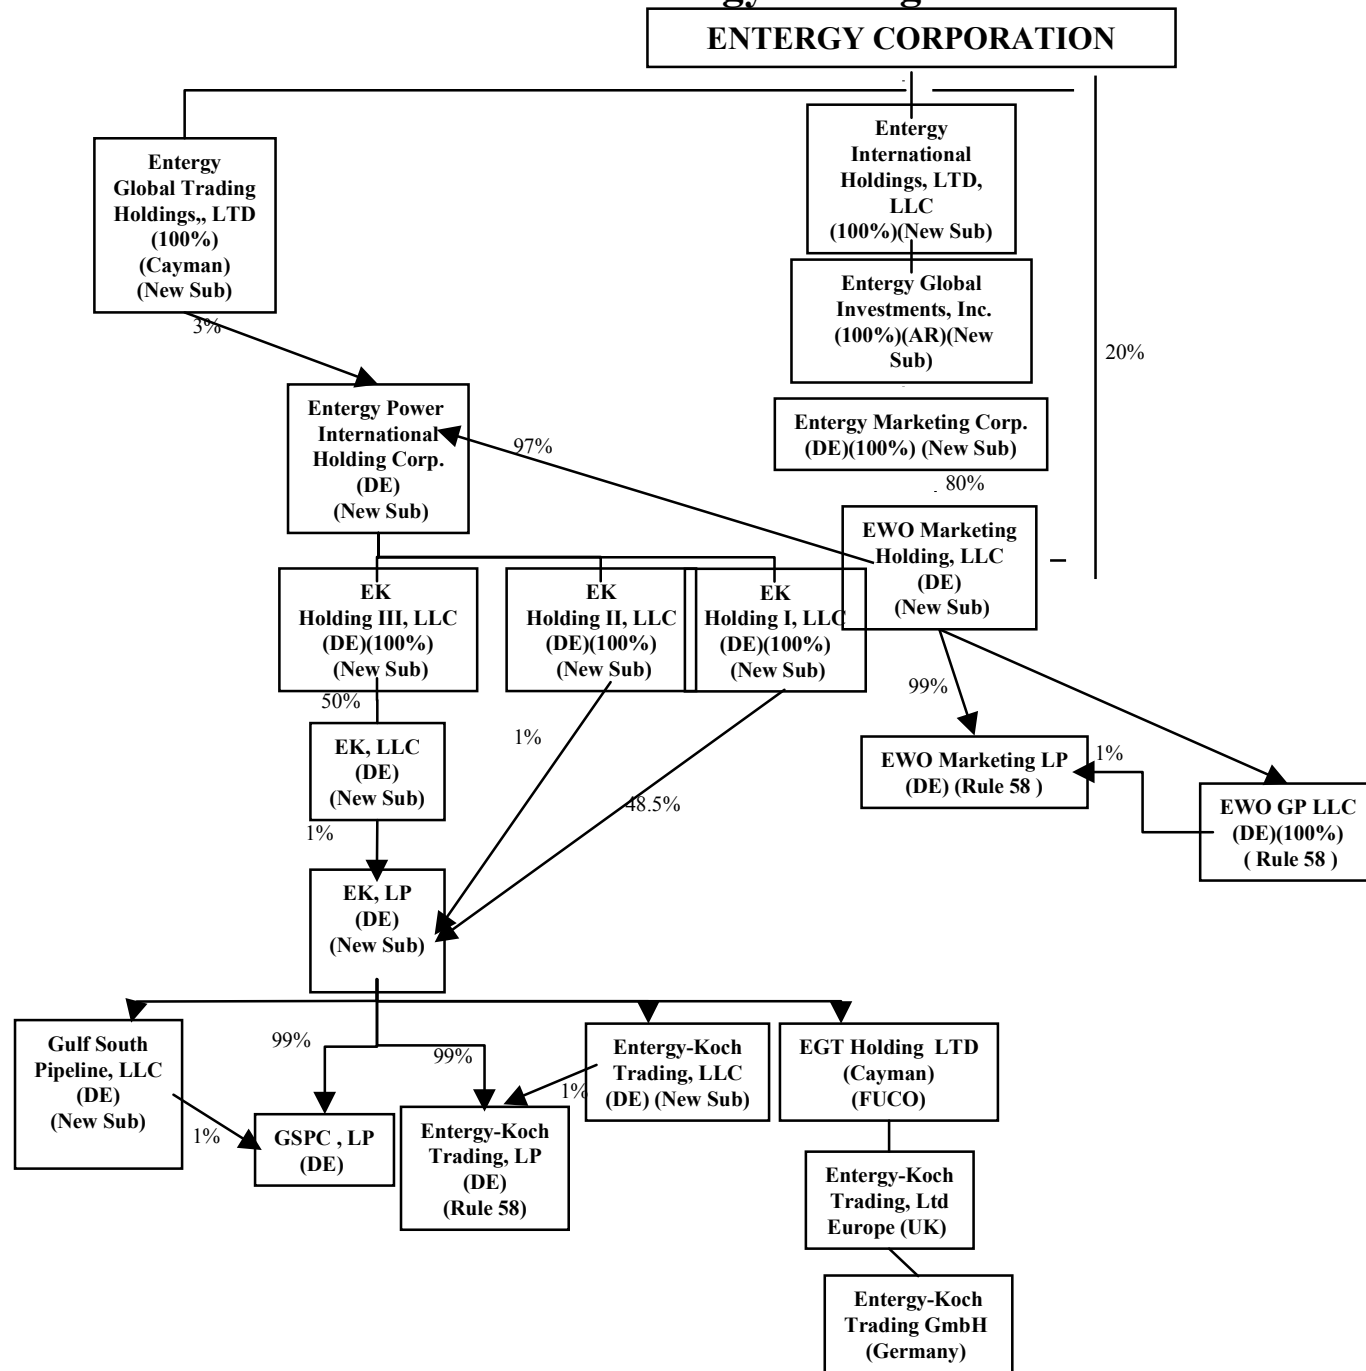 ENTERGY CORPORATION
Entergy
Global Trading
Holdings,, LTD
(100%)
(Cayman)
(New Sub)
Entergy
International
Holdings, LTD,
LLC
(100%)(New Sub)
Entergy Global
Investments, Inc.
(100%)(AR)(New
Sub)
20%
3%
Entergy Power
International
Holding Corp.
(DE)
(New Sub)
97%
Entergy Marketing Corp.
(DE)(100%) (New Sub)
80%
EWO Marketing
Holding, LLC
(DE)
(New Sub)
EK
Holding III, LLC
(DE)(100%)
(New Sub)
EK
Holding II, LLC
(DE)(100%)
(New Sub)
EK
Holding I, LLC
(DE)(100%)
(New Sub)
50%
1%
48.5%
99%
EK, LLC
(DE)
(New Sub)
EWO Marketing LP
(DE) (Rule 58 )
1%
EWO GP LLC
(DE)(100%)
( Rule 58 )
1%
EK, LP
(DE)
(New Sub)
Gulf South
Pipeline, LLC
(DE)
(New Sub)
99%
99%
Entergy-Koch
Trading, LLC
(DE) (New Sub)
EGT Holding LTD
(Cayman)
(FUCO)
1%
1%
GSPC , LP
(DE)
Entergy-Koch
Trading, LP
(DE)
(Rule 58)
Entergy-Koch
Trading, Ltd
Europe (UK)
Entergy-Koch
Trading GmbH
(Germany)